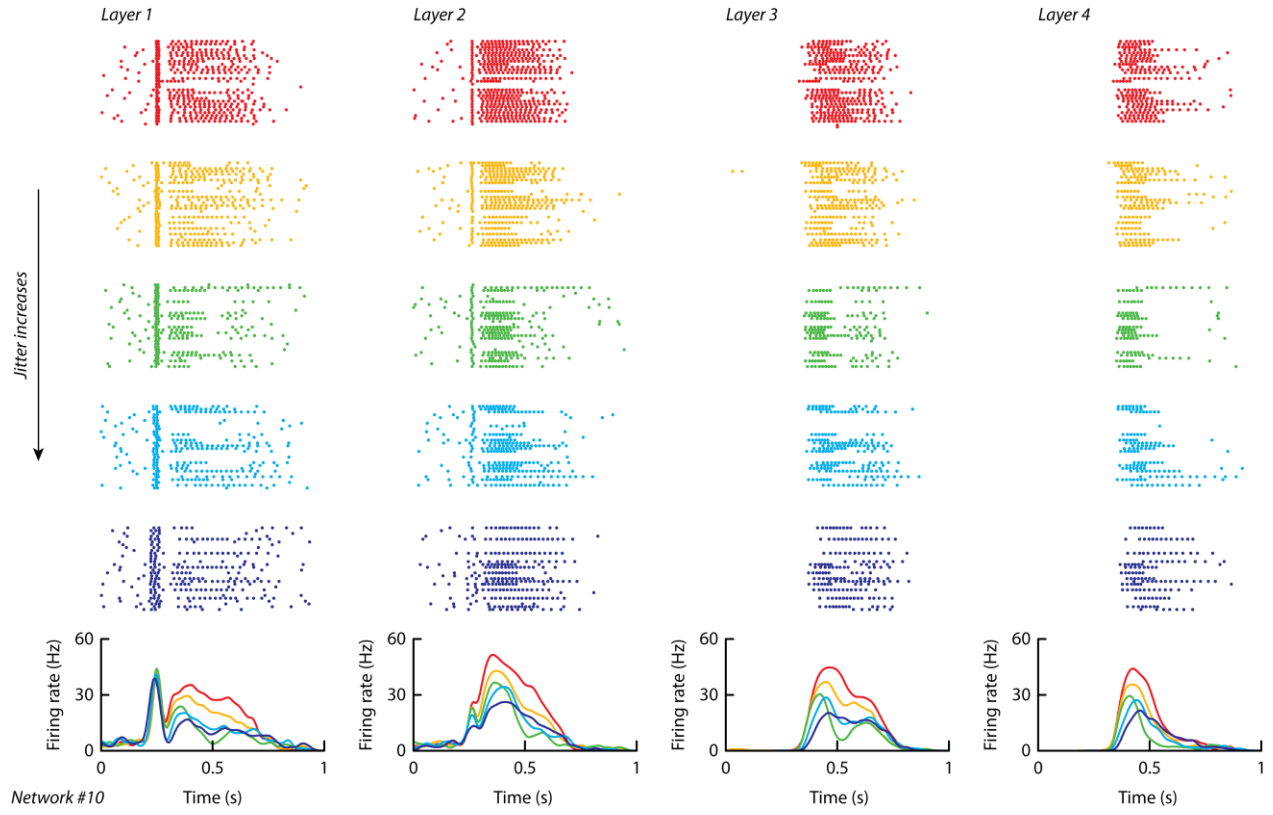 Layer 1
Layer 2
Layer 3
Layer 4
Jitter increases
60
30
0
Firing rate (Hz)
0
0.5
1
Time (s)
60
30
0
Firing rate (Hz)
0
0.5
1
Time (s)
60
30
0
Firing rate (Hz)
0
0.5
1
Time (s)
60
30
0
Firing rate (Hz)
0
0.5
1
Time (s)
Network #10